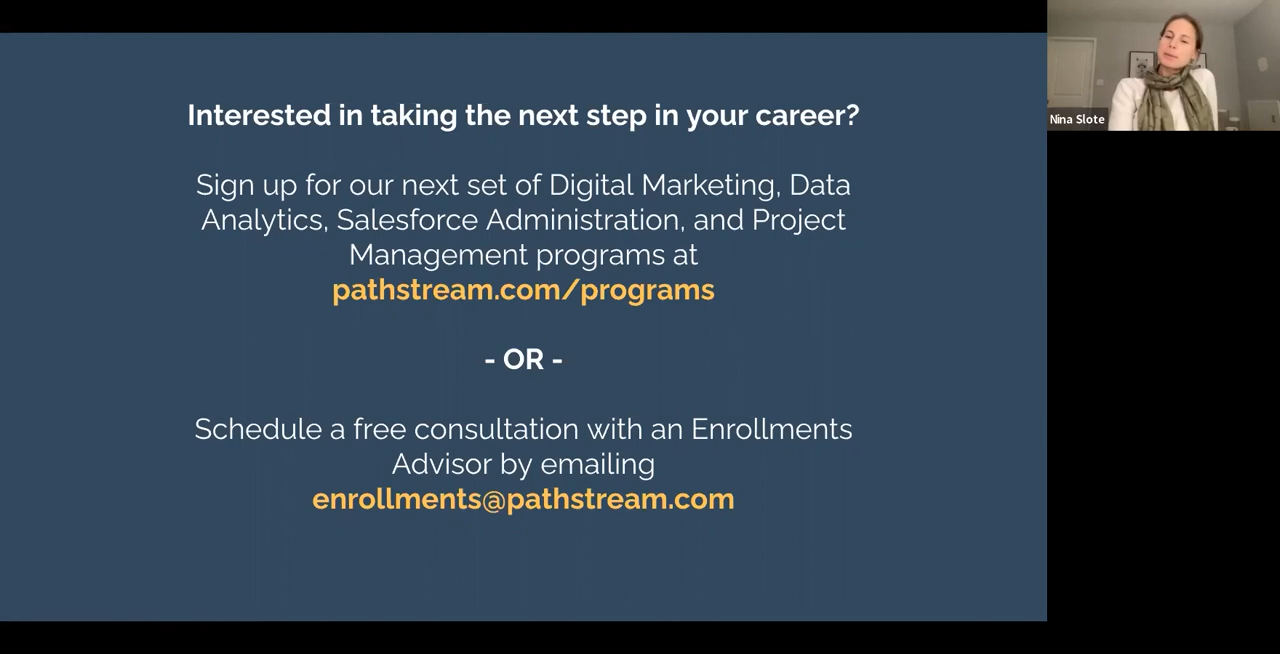 Interested in taking the next step in your career?
Sign up for our next set of Digital Marketing, Data
Analytics, Salesforce Administration, and Project
Management programs at
pathstream.com/programs
- OR -
Schedule a free consultation with an Enrollments
Advisor by emailing
enrollments@pathstream.com
Nina Slote